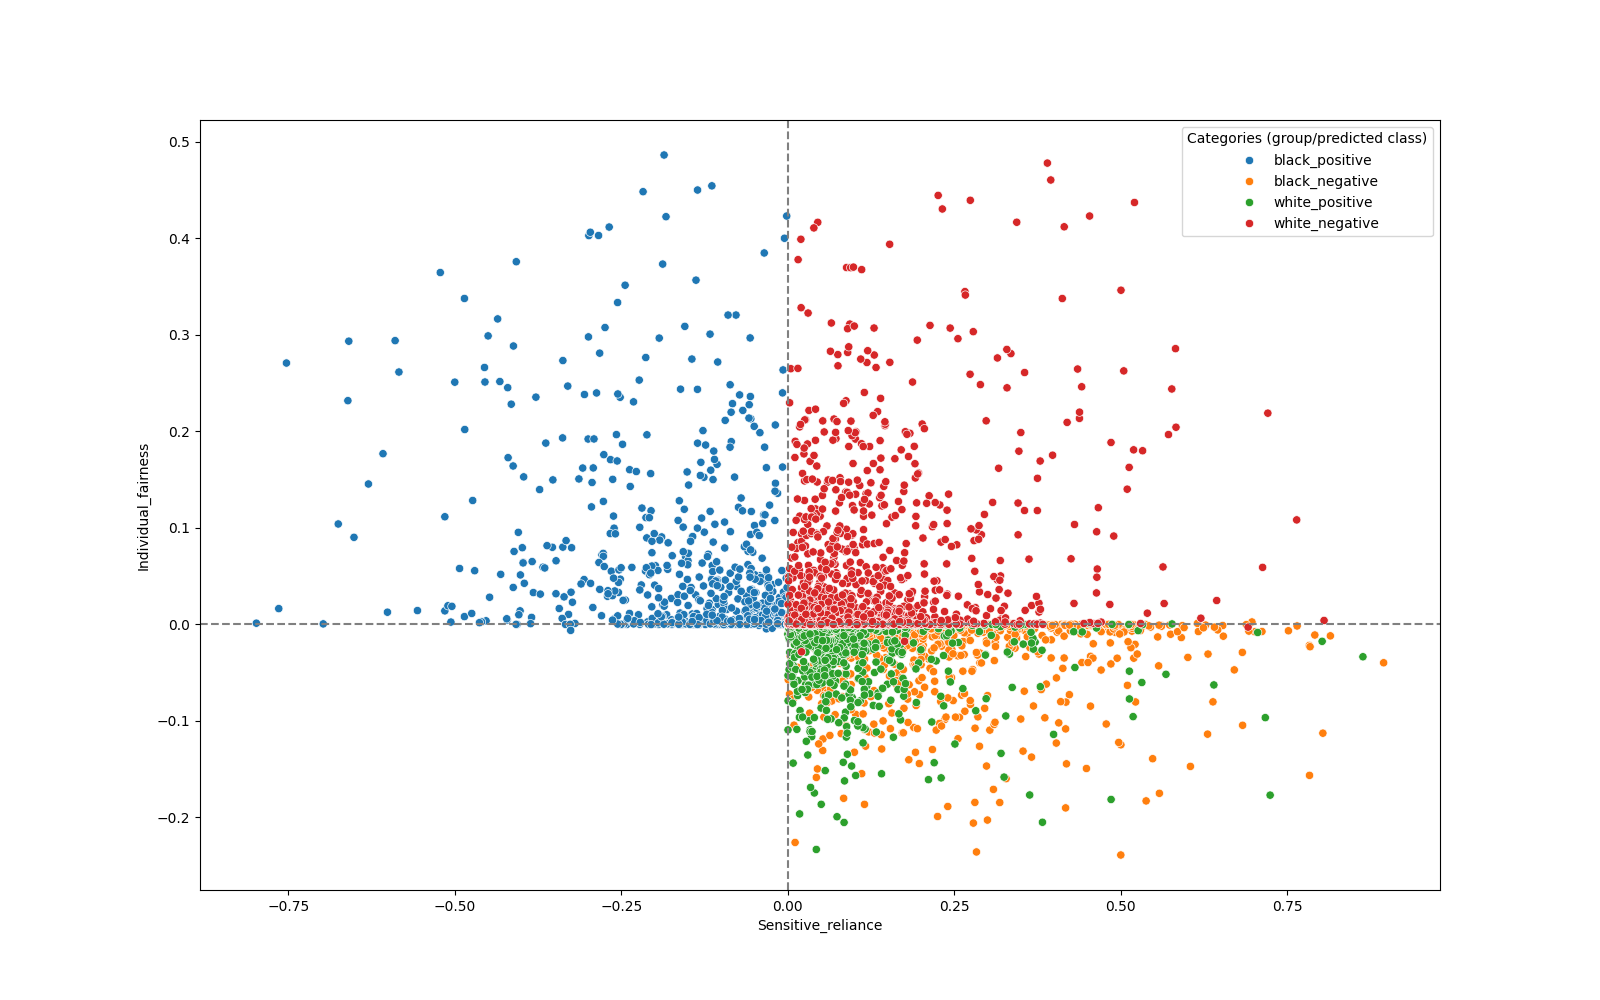 Categories (group/predicted class)
black_positive
black_negative
white_positive
white_negative
0.5
0.4
0.3
0.2
0.1
0.0
−0.1
−0.2
Individual_fairness
−0.75
−0.50
−0.25
0.00
0.25
0.50
0.75
Sensitive_reliance